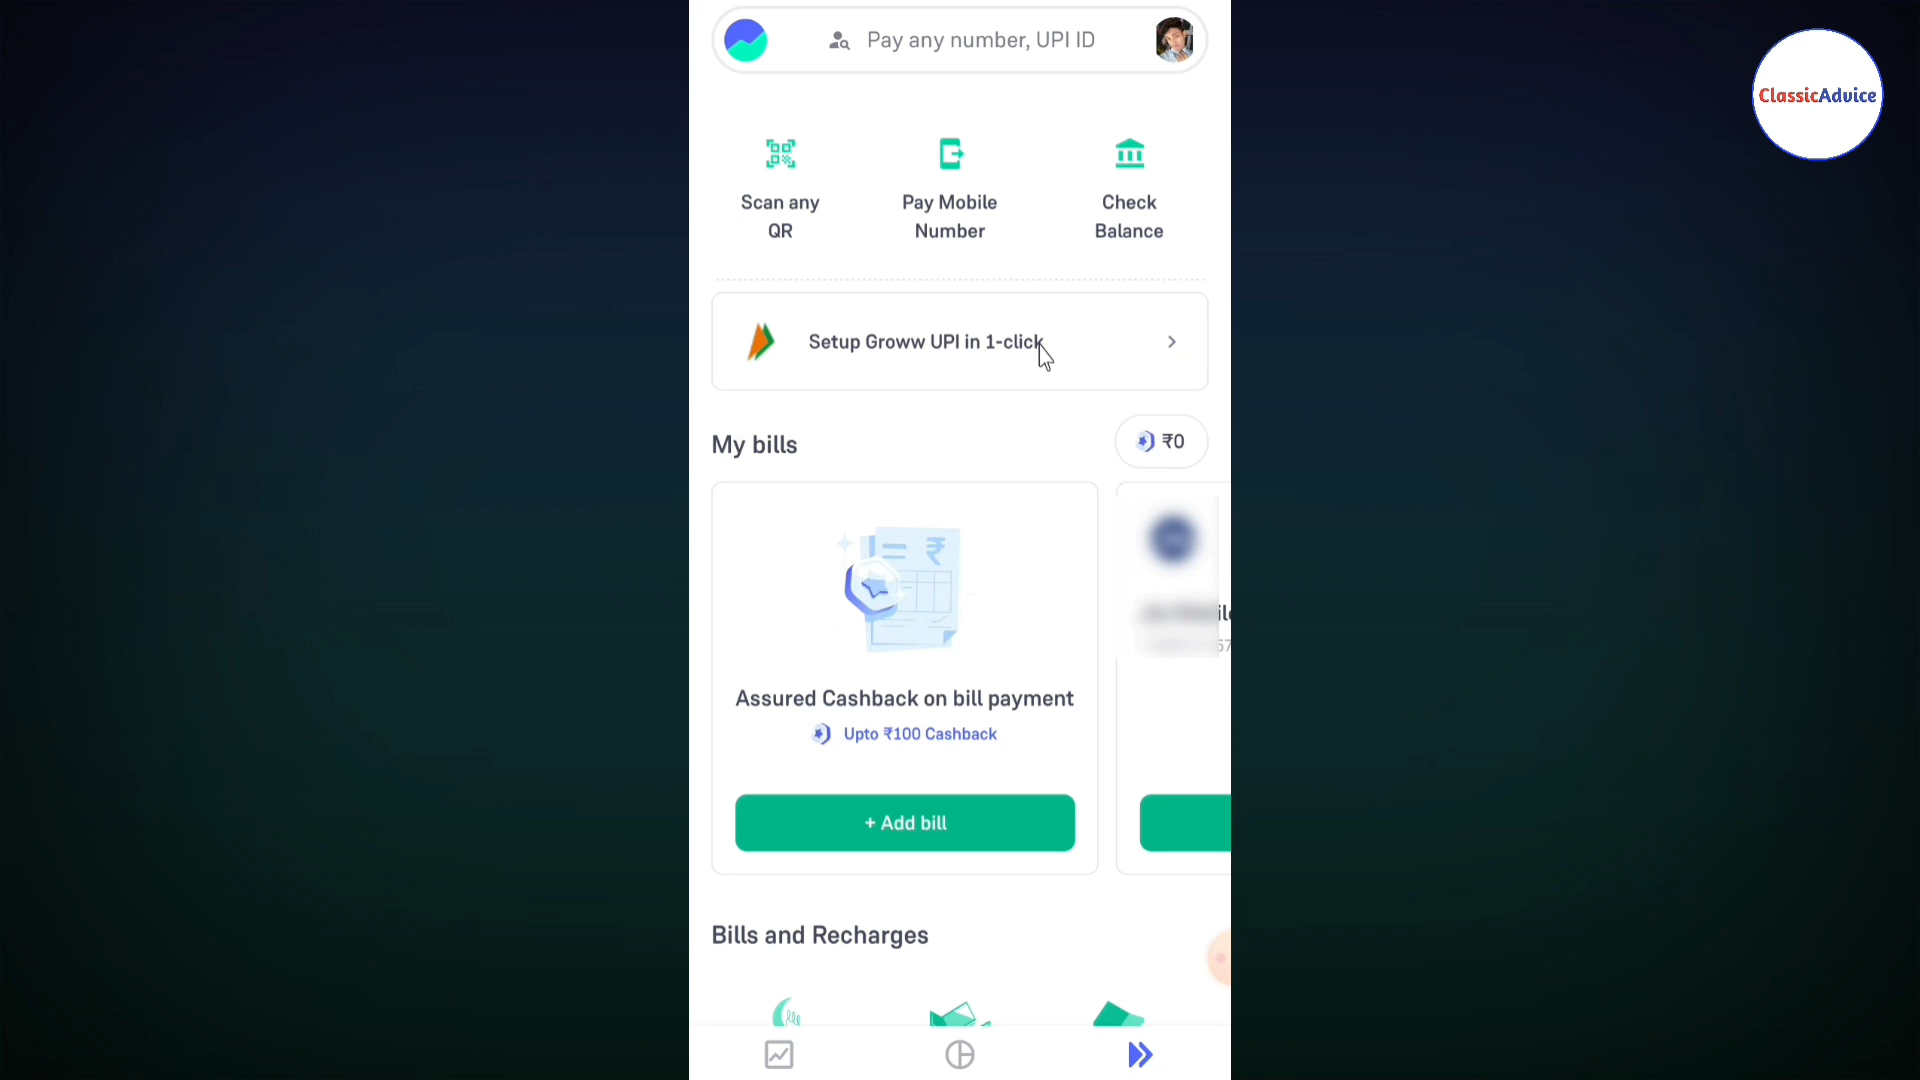 Pay any number, UPI ID
ClassicAdvice
Scan any
QR
Pay Mobile
Number
Check
Balance
Setup Groww UPI in 1-click
My bills
₹0
₹
Assured Cashback on bill payment
Upto ₹100 Cashback
+ Add bill
Bills and Recharges